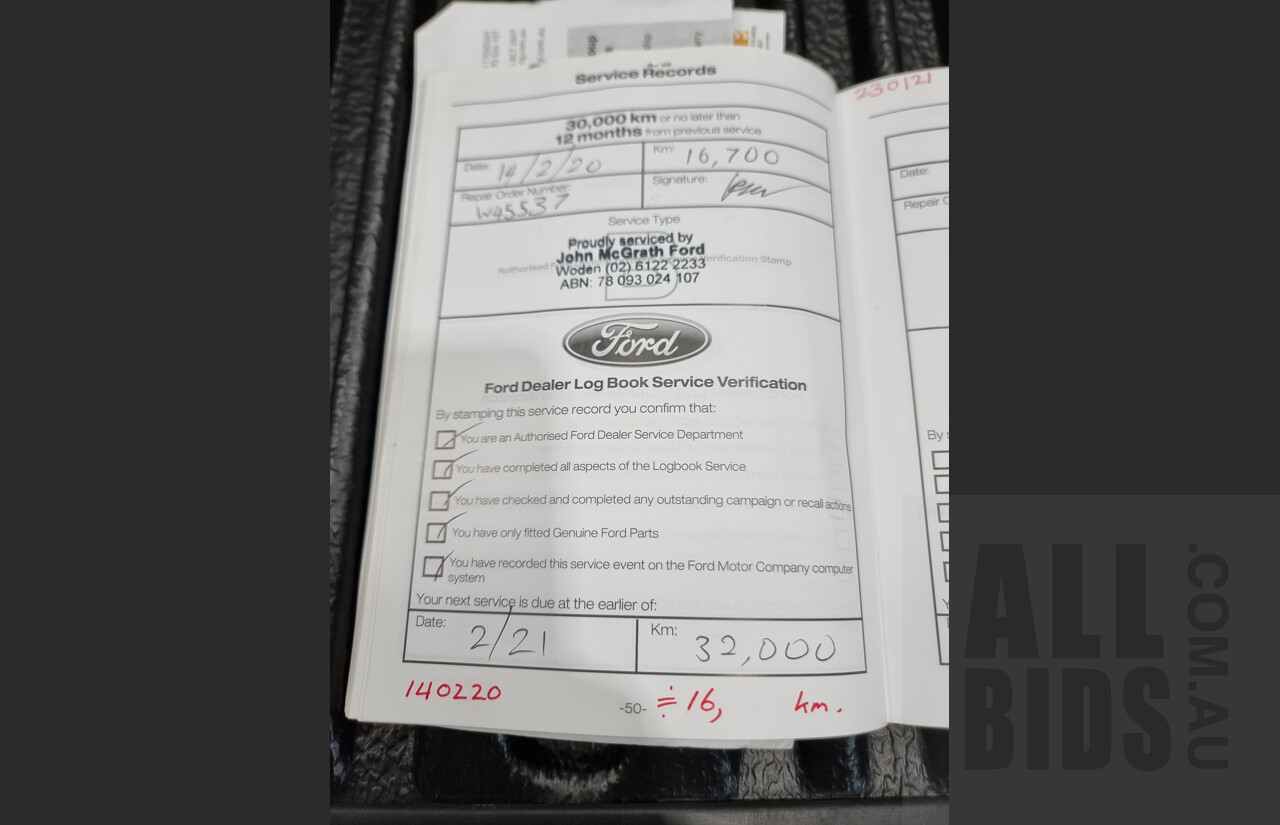 Service Records
30,000 km or no later than
12 months from previous service
Date: 14/2/20
Km: 16,700
Repair Order Number:
W95537
Signature:
Service Type
Proudly serviced by
John McGrath Ford
Authorised Verification Stamp
Woden (02) 6122 2233
ABN: 78 093 024 107
Ford
Ford Dealer Log Book Service Verification
By stamping this service record you confirm that:
You are an Authorised Ford Dealer Service Department
You have completed all aspects of the Logbook Service
You have checked and completed any outstanding campaign or recall actions
You have only fitted Genuine Ford Parts
You have recorded this service event on the Ford Motor Company computer
system
Your next service is due at the earlier of:
Date: 2/21
Km: 32,000
140220
-50-
≑ 16, km.
230121
Date:
Repair
By
ALL
BIDS
.COM.AU